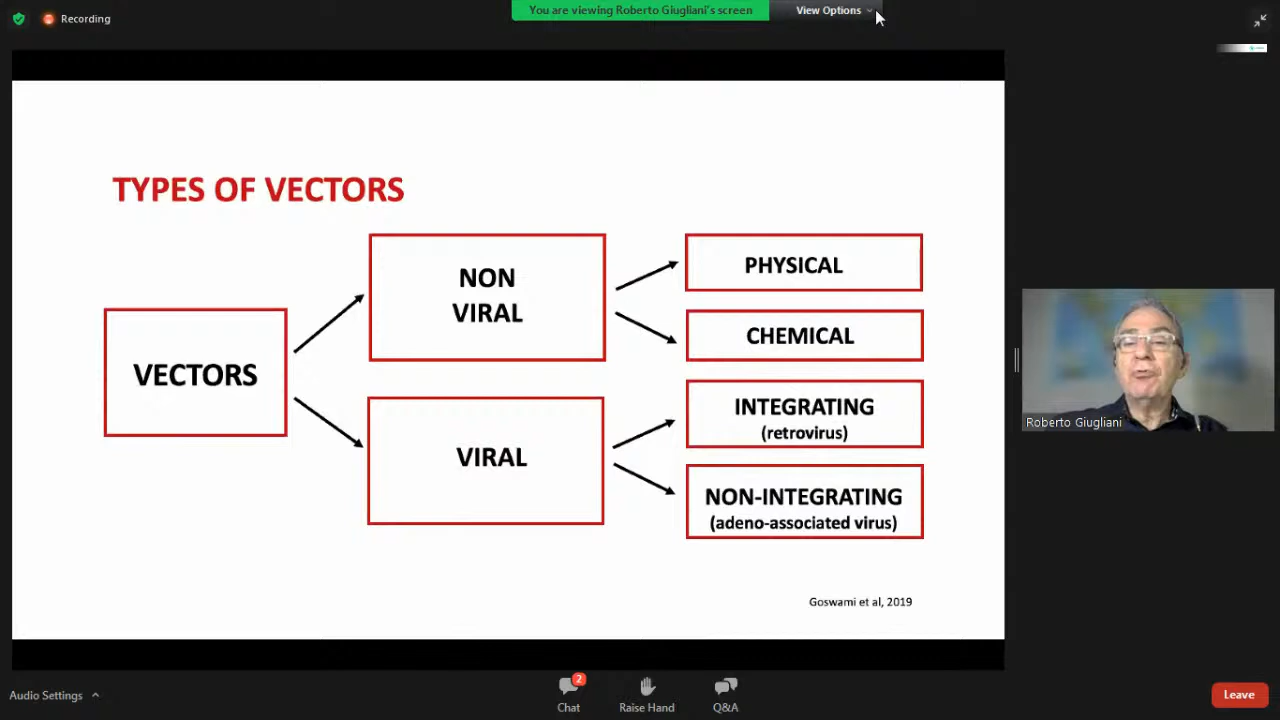 Recording
You are viewing Roberto Giugliani's screen
View Options
TYPES OF VECTORS
VECTORS
NON
VIRAL
VIRAL
PHYSICAL
CHEMICAL
INTEGRATING
(retrovirus)
NON-INTEGRATING
(adeno-associated virus)
Goswami et al, 2019
Roberto Giugliani
Audio Settings
2
Chat
Raise Hand
Q&A
Leave